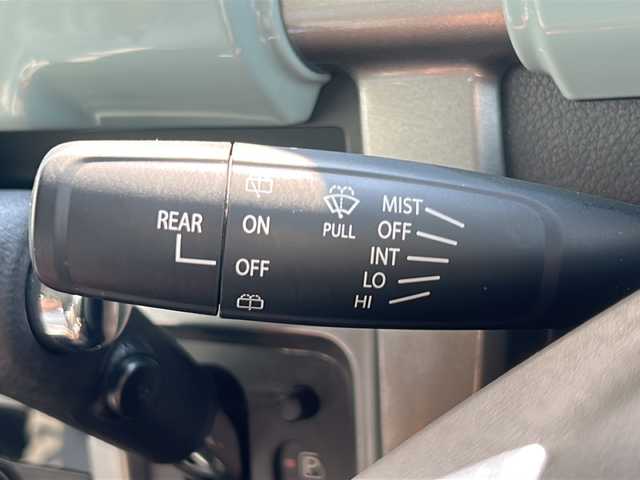 REAR
ON
OFF
PULL
MIST
OFF
INT
LO
HI
P